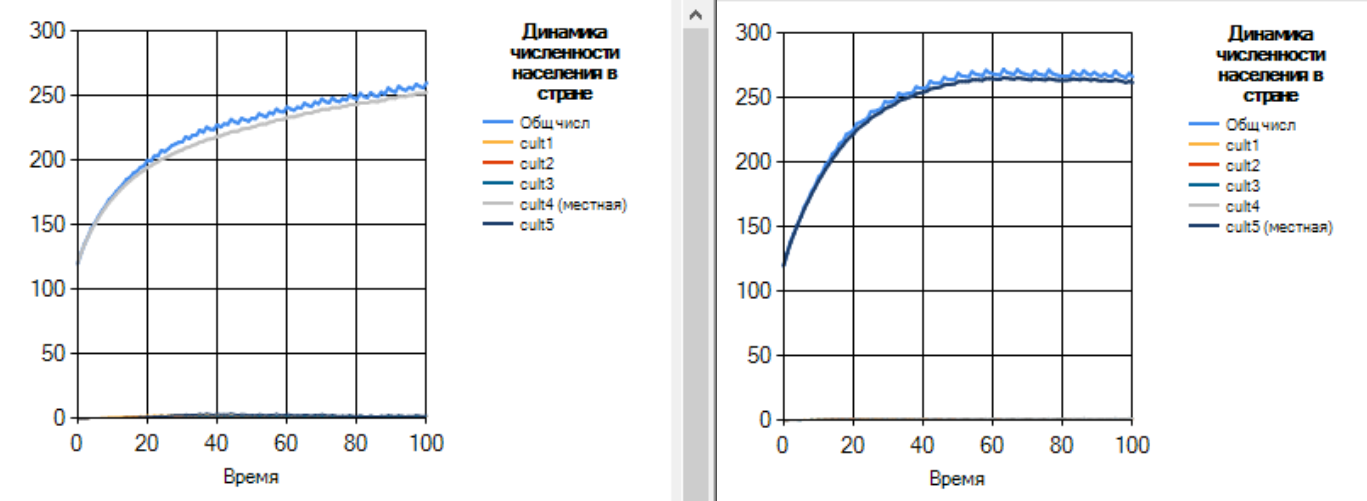 300
250
200
150
100
50
0
0 20 40 60 80 100
Время
Динамика
численности
населения в
стране
Общ числ
cult1
cult2
cult3
cult4 (местная)
cult5
300
250
200
150
100
50
0
0 20 40 60 80 100
Время
Динамика
численности
населения в
стране
Общ числ
cult1
cult2
cult3
cult4
cult5 (местная)